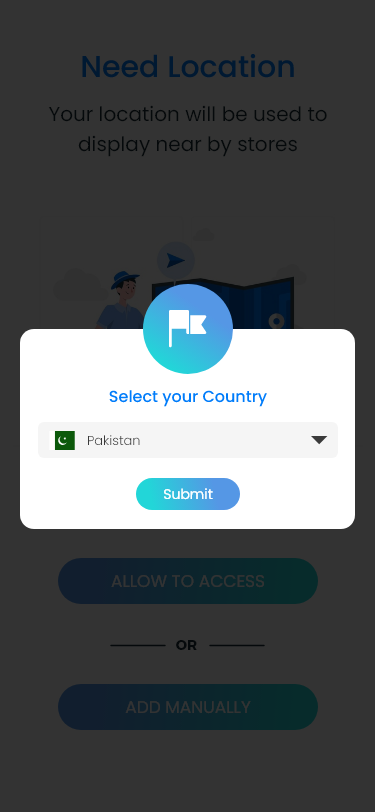 Need Location
Your location will be used to
display near by stores
Select your Country
Pakistan
Submit
ALLOW TO ACCESS
OR
ADD MANUALLY